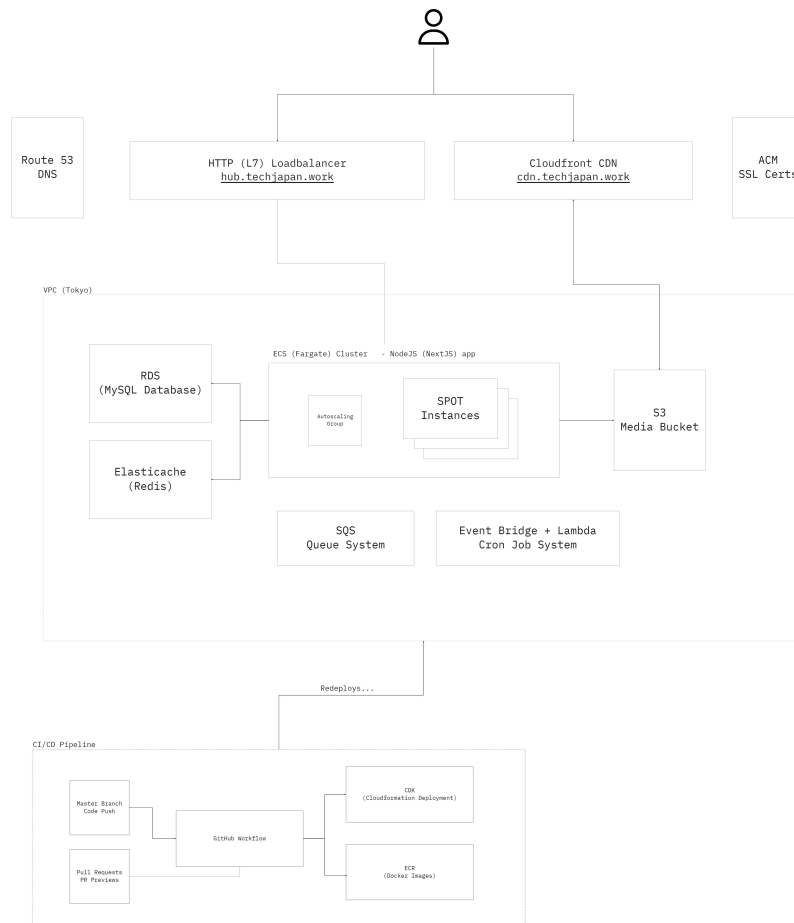 Route 53
DNS
HTTP (L7) Loadbalancer
hub.techjapan.work
Cloudfront CDN
cdn.techjapan.work
ACM
SSL Certs
VPC (Tokyo)
ECS (Fargate) Cluster - NodeJS (NextJS) app
RDS
(MySQL Database)
Autoscaling
Group
SPOT
Instances
S3
Media Bucket
Elasticache
(Redis)
SQS
Queue System
Event Bridge + Lambda
Cron Job System
Redeploys...
CI/CD Pipeline
Master Branch
Code Push
GitHub Workflow
CDK
(Cloudformation Deployment)
Pull Requests
PR Previews
ECR
(Docker Images)